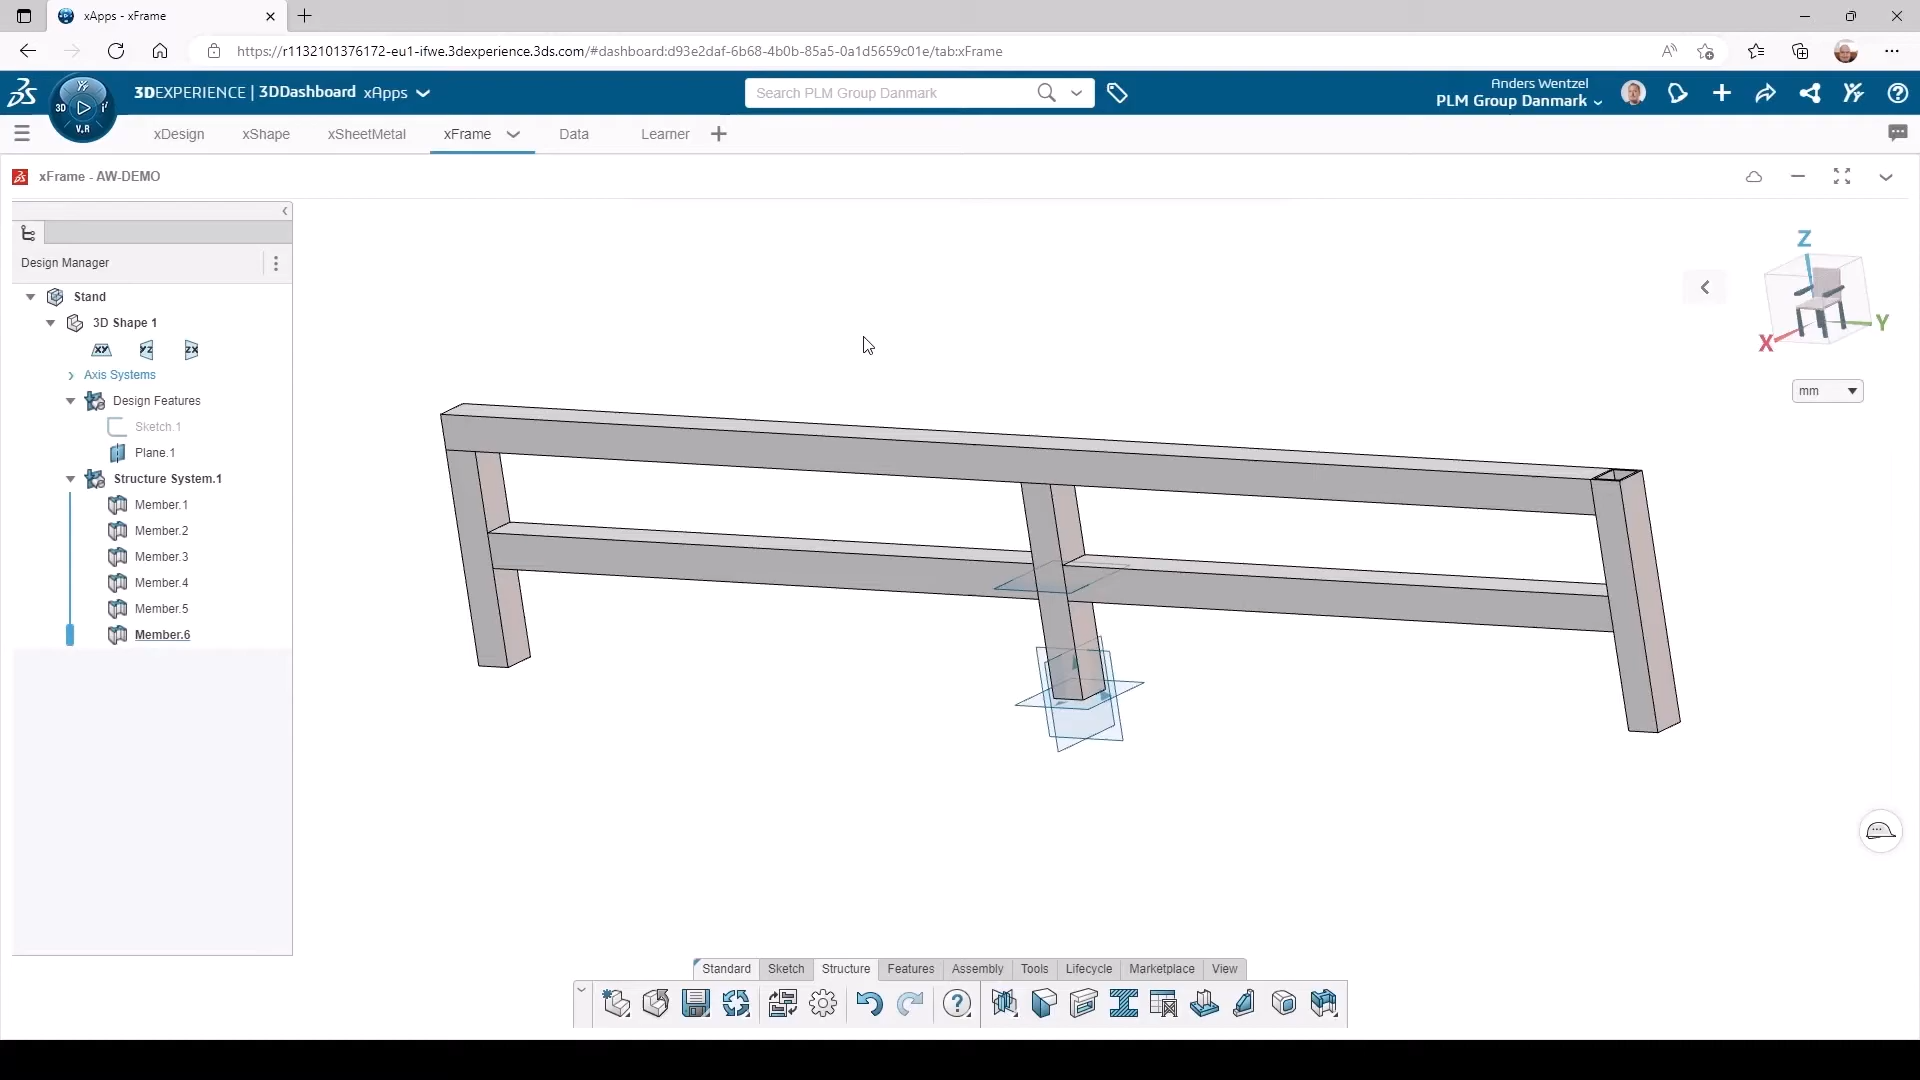 xApps - xFrame
https://r1132101376172-eu1-ifwe.3dexperience.3ds.com/#dashboard:d93e2daf-6b68-4b0b-85a5-0a1d5659c01e/tab:xFrame
3D
V.R
3DEXPERIENCE | 3DDashboard xApps
Search PLM Group Danmark
Anders Wentzel
PLM Group Danmark
xDesign
xShape
xSheetMetal
xFrame
Data
Learner
xFrame - AW-DEMO
Design Manager
Stand
3D Shape 1
XY
YZ
ZX
Axis Systems
Design Features
Sketch.1
Plane.1
Structure System.1
Member.1
Member.2
Member.3
Member.4
Member.5
Member.6
Z
Y
X
mm
Standard
Sketch
Structure
Features
Assembly
Tools
Lifecycle
Marketplace
View